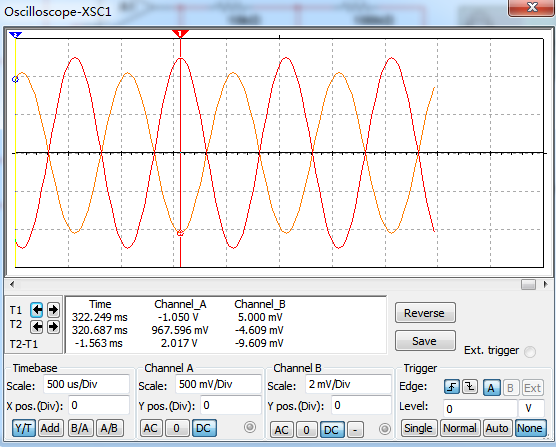 Oscilloscope-XSC1
T1
T2
T2-T1
Time Channel_A Channel_B
322.249 ms -1.050 V 5.000 mV
320.687 ms 967.596 mV -4.609 mV
-1.563 ms 2.017 V -9.609 mV
Reverse
Save
Ext. trigger
Timebase
Scale: 500 us/Div
X pos.(Div): 0
Y/T Add B/A A/B
Channel A
Scale: 500 mV/Div
Y pos.(Div): 0
AC 0 DC
Channel B
Scale: 2 mV/Div
Y pos.(Div): 0
AC 0 DC -
Trigger
Edge: A B Ext
Level: 0 V
Single Normal Auto None